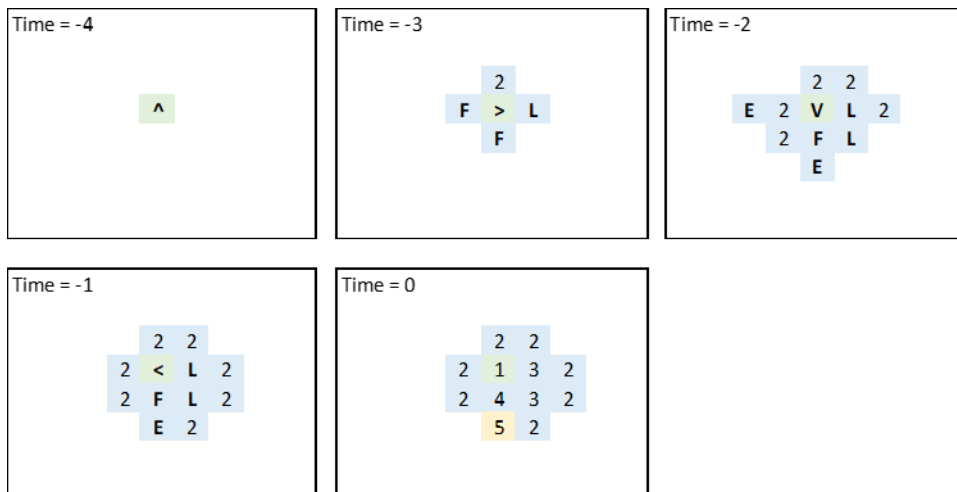 Time = -4
^
Time = -3
2
F > L
F
Time = -2
2 2
E 2 V L 2
2 F L
E
Time = -1
2 2
2 < L 2
2 F L 2
E 2
Time = 0
2 2
2 1 3 2
2 4 3 2
5 2